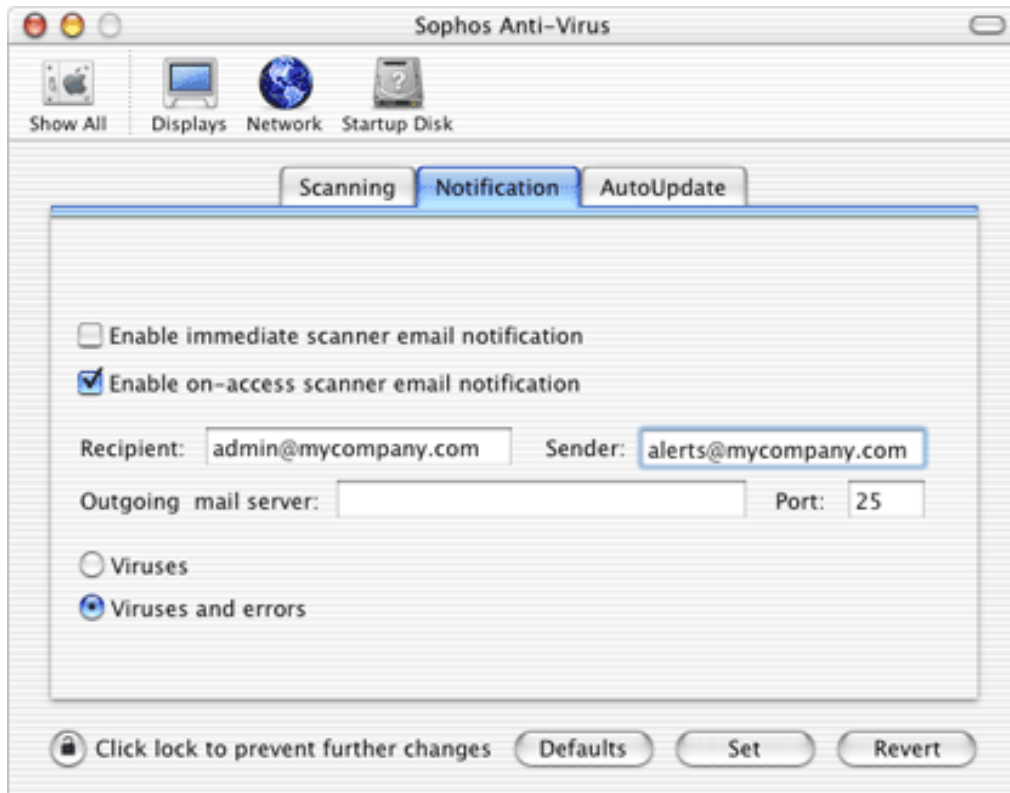 Sophos Anti-Virus
Show All Displays Network Startup Disk
Scanning Notification AutoUpdate
Enable immediate scanner email notification
Enable on-access scanner email notification
Recipient: admin@mycompany.com Sender: alerts@mycompany.com
Outgoing mail server: Port: 25
Viruses
Viruses and errors
Click lock to prevent further changes Defaults Set Revert